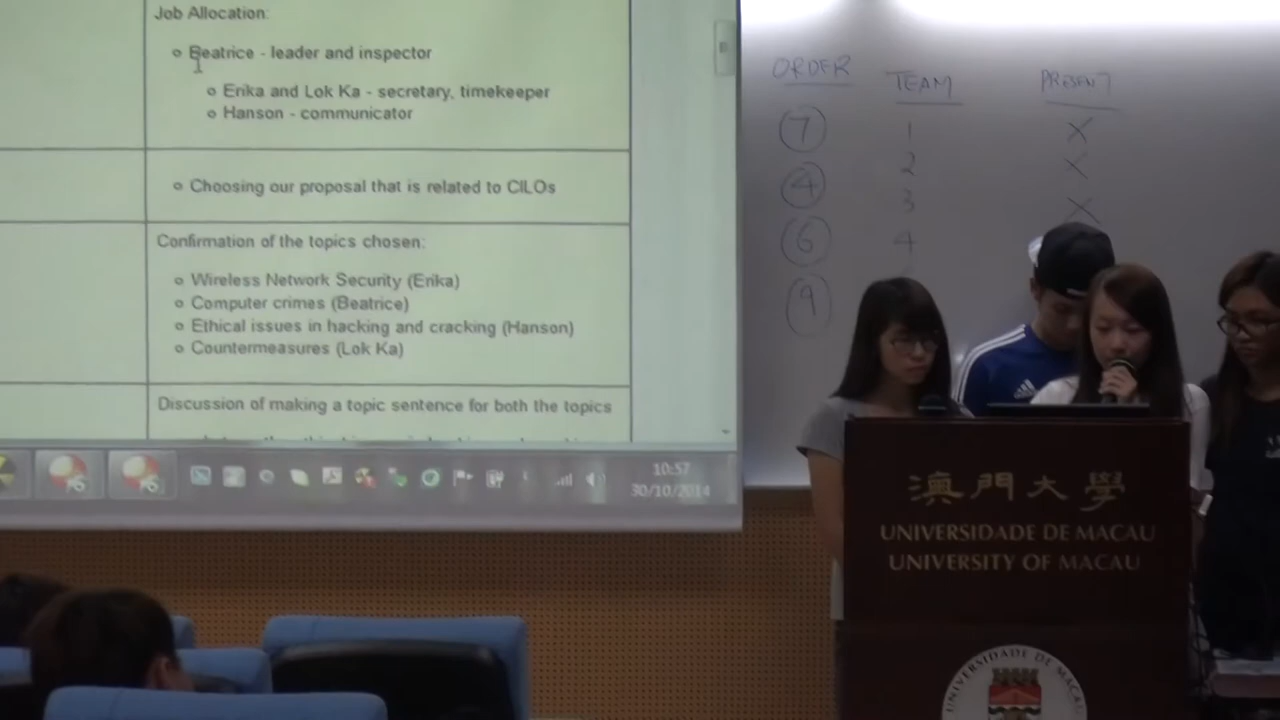 Job Allocation:
Beatrice - leader and inspector
Erika and Lok Ka - secretary, timekeeper
Hanson - communicator
Choosing our proposal that is related to CILOs
Confirmation of the topics chosen:
Wireless Network Security (Erika)
Computer crimes (Beatrice)
Ethical issues in hacking and cracking (Hanson)
Countermeasures (Lok Ka)
Discussion of making a topic sentence for both the topics
10:57
30/10/2014
ORDER TEAM PRESENT
7 1 X
4 2 X
6 3 X
9 4
澳門大學
UNIVERSIDADE DE MACAU
UNIVERSITY OF MACAU
UNIVERSIDADE DE MACAU